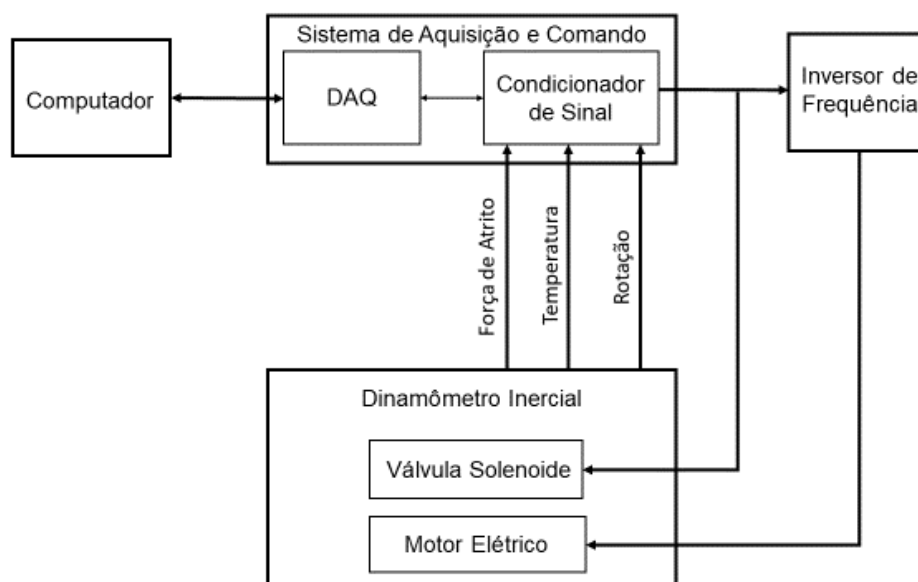 Sistema de Aquisição e Comando
Computador
DAQ
Condicionador
de Sinal
Inversor de
Frequência
Força de Atrito
Temperatura
Rotação
Dinamômetro Inercial
Válvula Solenoide
Motor Elétrico